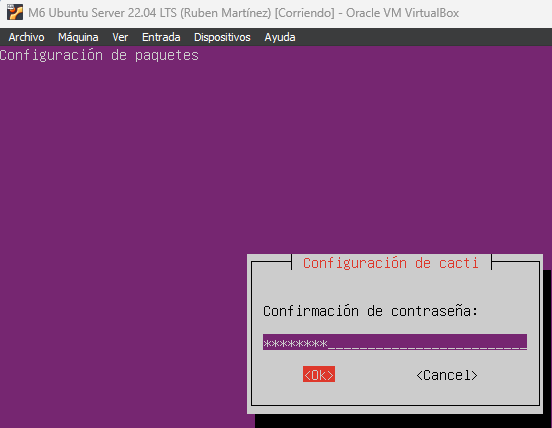 M6 Ubuntu Server 22.04 LTS (Ruben Martínez) [Corriendo] - Oracle VM VirtualBox
Archivo Máquina Ver Entrada Dispositivos Ayuda
Configuración de paquetes
Configuración de cacti
Confirmación de contraseña:
********__________________________
<Ok> <Cancel>